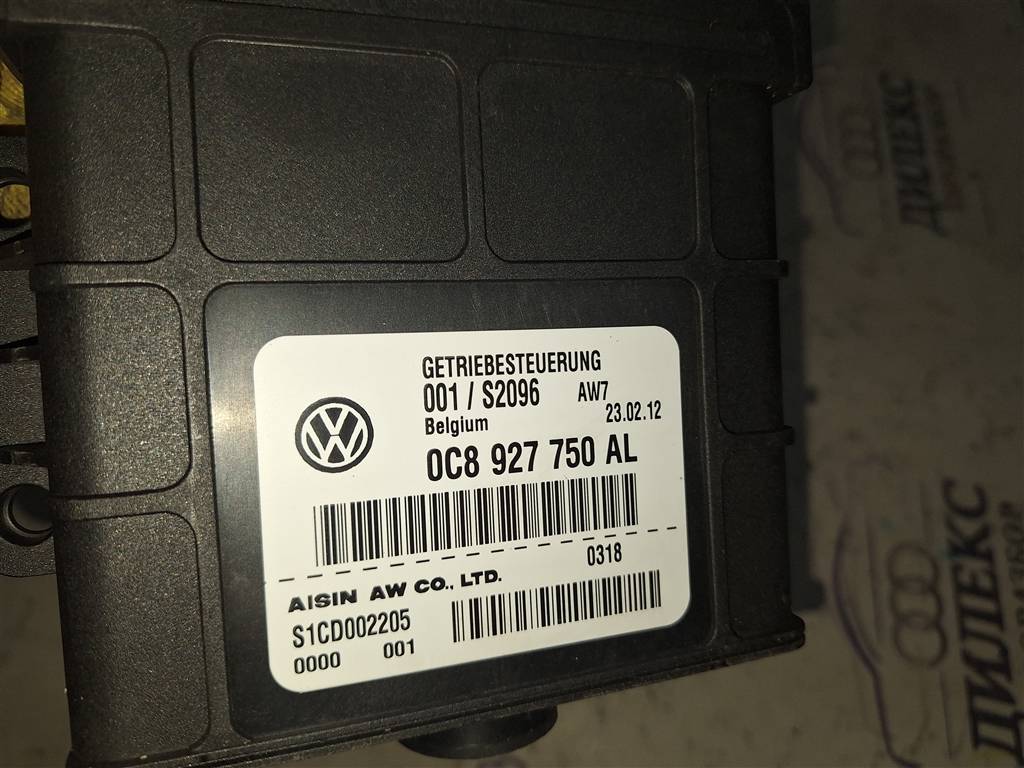 GETRIEBESTEUERUNG
001 / S2096 AW7
Belgium 23.02.12
0C8 927 750 AL
0318
AISIN AW CO., LTD.
S1CD002205
0000 001
ДИЛЕКС
ДИЛЕКС